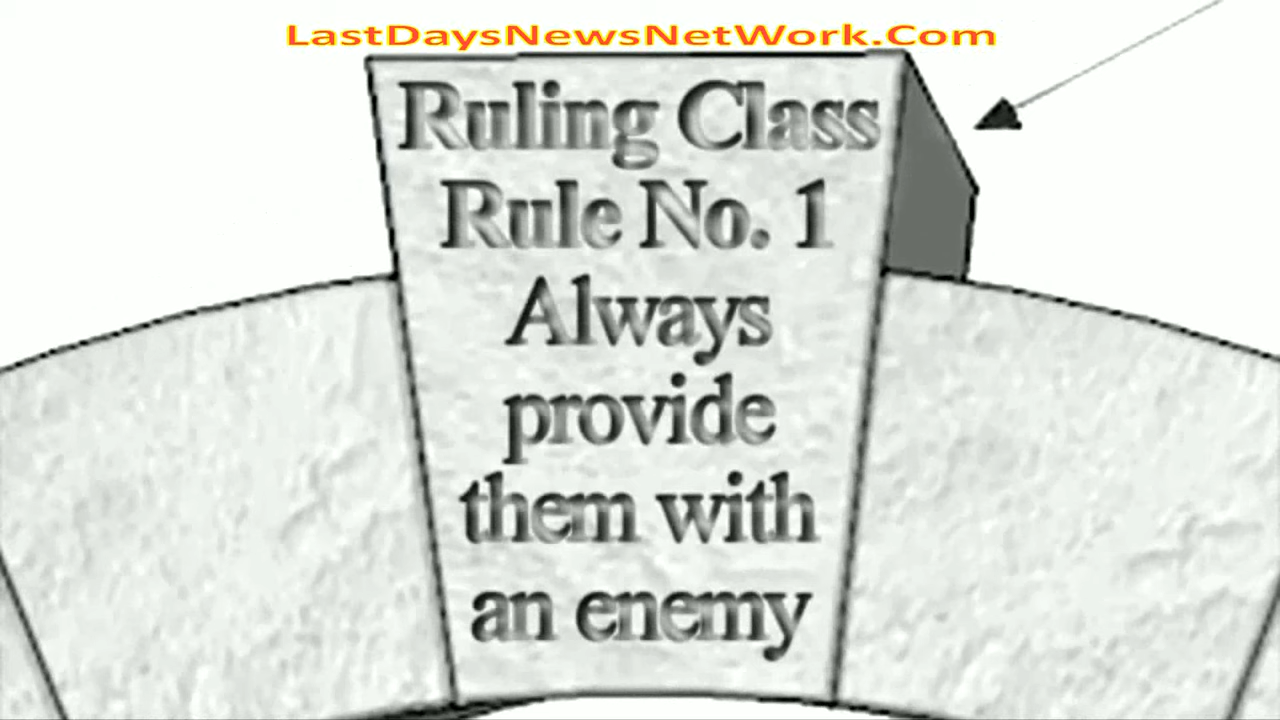 LastDaysNewsNetWork.Com
Ruling Class
Rule No. 1
Always
provide
them with
an enemy